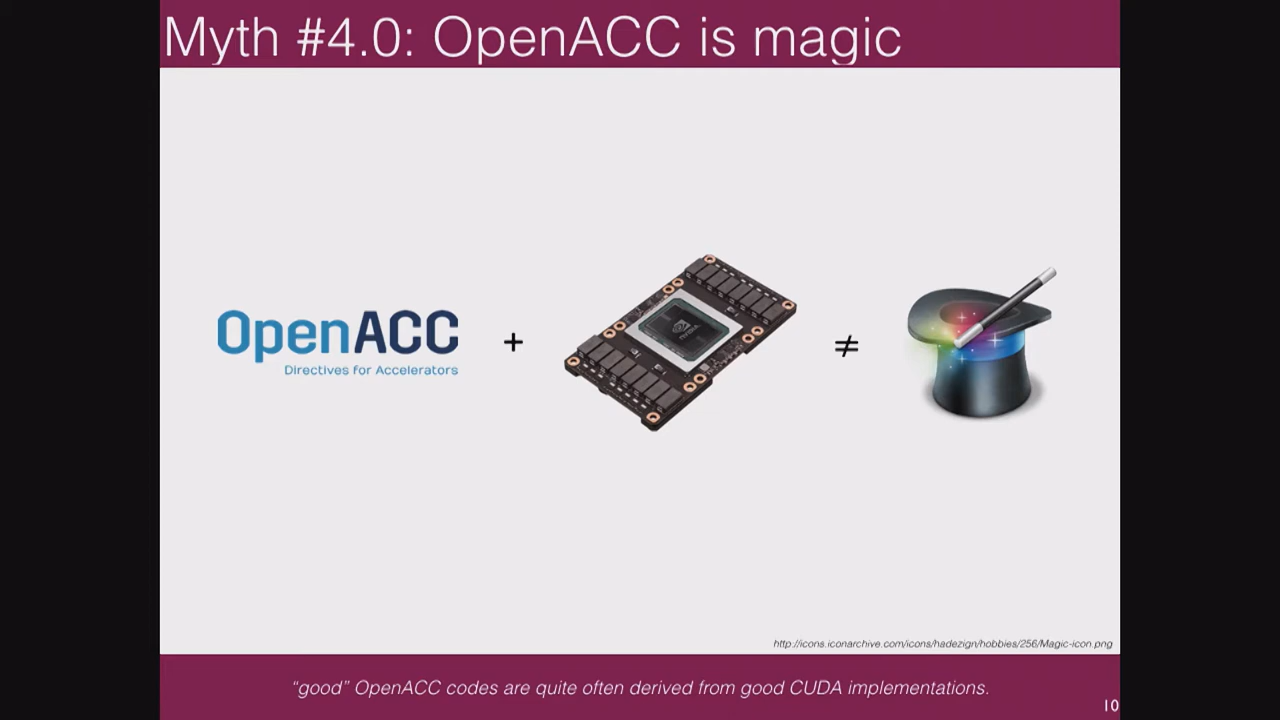 Myth #4.0: OpenACC is magic
OpenACC
Directives for Accelerators
+
≠
NVIDIA
http://icons.iconarchive.com/icons/hadezign/hobbies/256/Magic-icon.png
“good” OpenACC codes are quite often derived from good CUDA implementations.
10